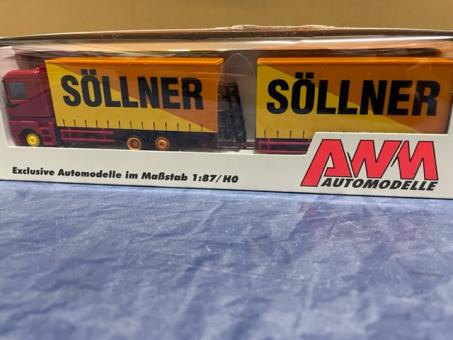 SÖLLNER
SÖLLNER
Exclusive Automodelle im Maßstab 1:87/H0
AWM
AUTOMODELLE